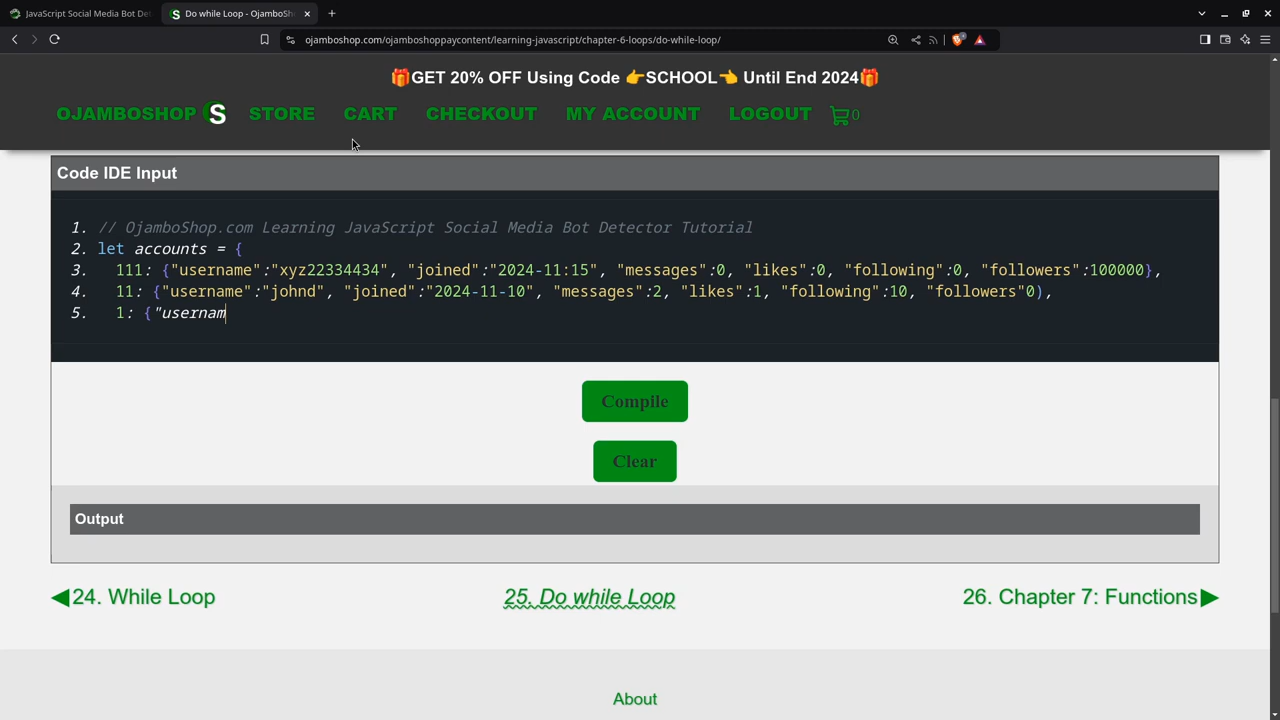 JavaScript Social Media Bot De
Do while Loop - OjamboSh
ojamboshop.com/ojamboshoppaycontent/learning-javascript/chapter-6-loops/do-while-loop/
🎁GET 20% OFF Using Code 👉SCHOOL👈 Until End 2024🎁
OJAMBOSHOP S STORE CART CHECKOUT MY ACCOUNT LOGOUT 0
Code IDE Input
1. // OjamboShop.com Learning JavaScript Social Media Bot Detector Tutorial
2. let accounts = {
3. 111: {"username":"xyz22334434", "joined":"2024-11:15", "messages":0, "likes":0, "following":0, "followers":100000},
4. 11: {"username":"johnd", "joined":"2024-11-10", "messages":2, "likes":1, "following":10, "followers"0),
5. 1: {"usernam
Compile
Clear
Output
◀24. While Loop
25. Do while Loop
26. Chapter 7: Functions▶
About